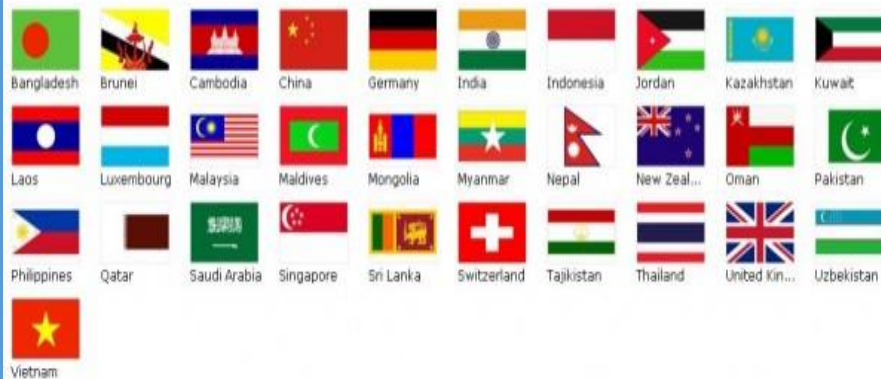 Bangladesh Brunei Cambodia China Germany India Indonesia Jordan Kazakhstan Kuwait
Laos Luxembourg Malaysia Maldives Mongolia Myanmar Nepal New Zeal... Oman Pakistan
Philippines Qatar Saudi Arabia Singapore Sri Lanka Switzerland Tajikistan Thailand United Kin... Uzbekistan
Vietnam